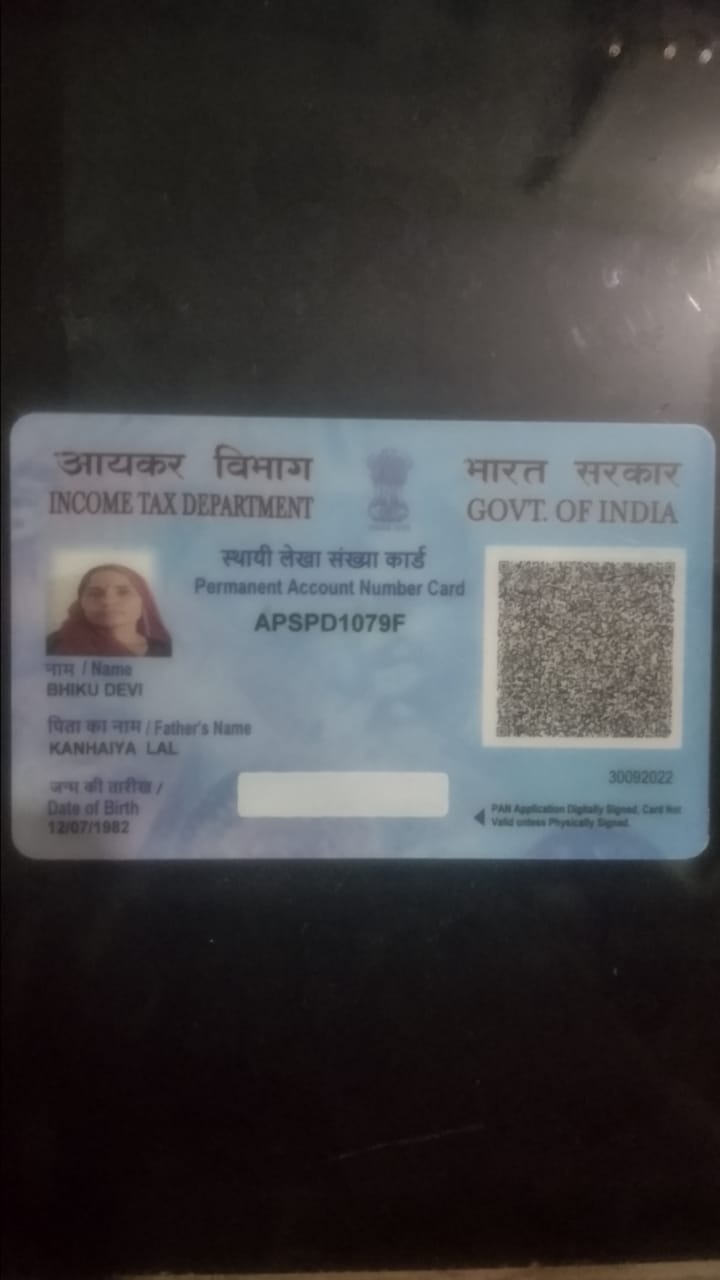 आयकर विभाग
INCOME TAX DEPARTMENT
भारत सरकार
GOVT. OF INDIA
स्थायी लेखा संख्या कार्ड
Permanent Account Number Card
APSPD1079F
नाम / Name
BHIKU DEVI
पिता का नाम / Father's Name
KANHAIYA LAL
जन्म की तारीख /
Date of Birth
12/07/1982
30092022
PAN Application Digitally Signed, Card Not
Valid unless Physically Signed.